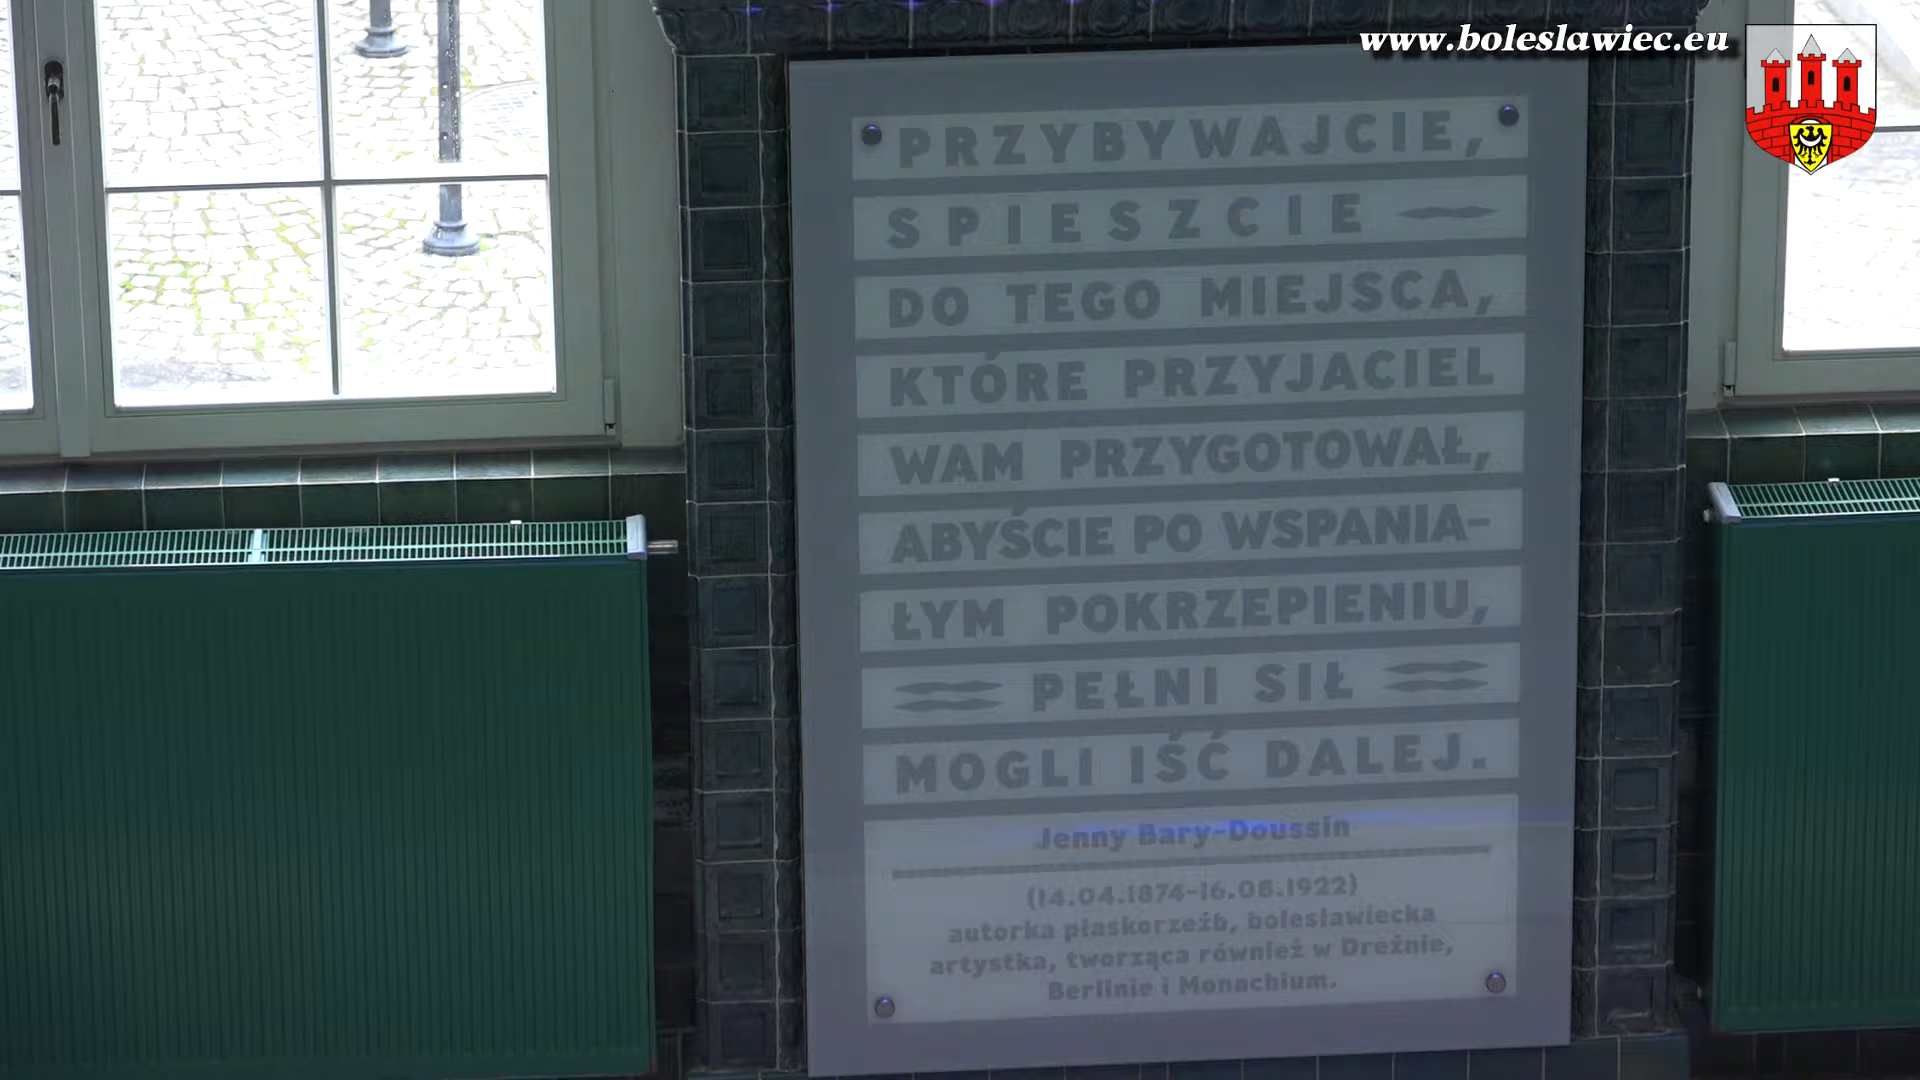 www.boleslawiec.eu
PRZYBYWAJCIE,
SPIESZCIE
DO TEGO MIEJSCA,
KTÓRE PRZYJACIEL
WAM PRZYGOTOWAŁ,
ABYŚCIE PO WSPANIA-
ŁYM POKRZEPIENIU,
PEŁNI SIŁ
MOGLI IŚĆ DALEJ.
Jenny Bary-Doussin
(14.04.1874-16.08.1922)
autorka płaskorzeźb, bolesławiecka
artystka, tworząca również w Dreźnie,
Berlinie i Monachium.